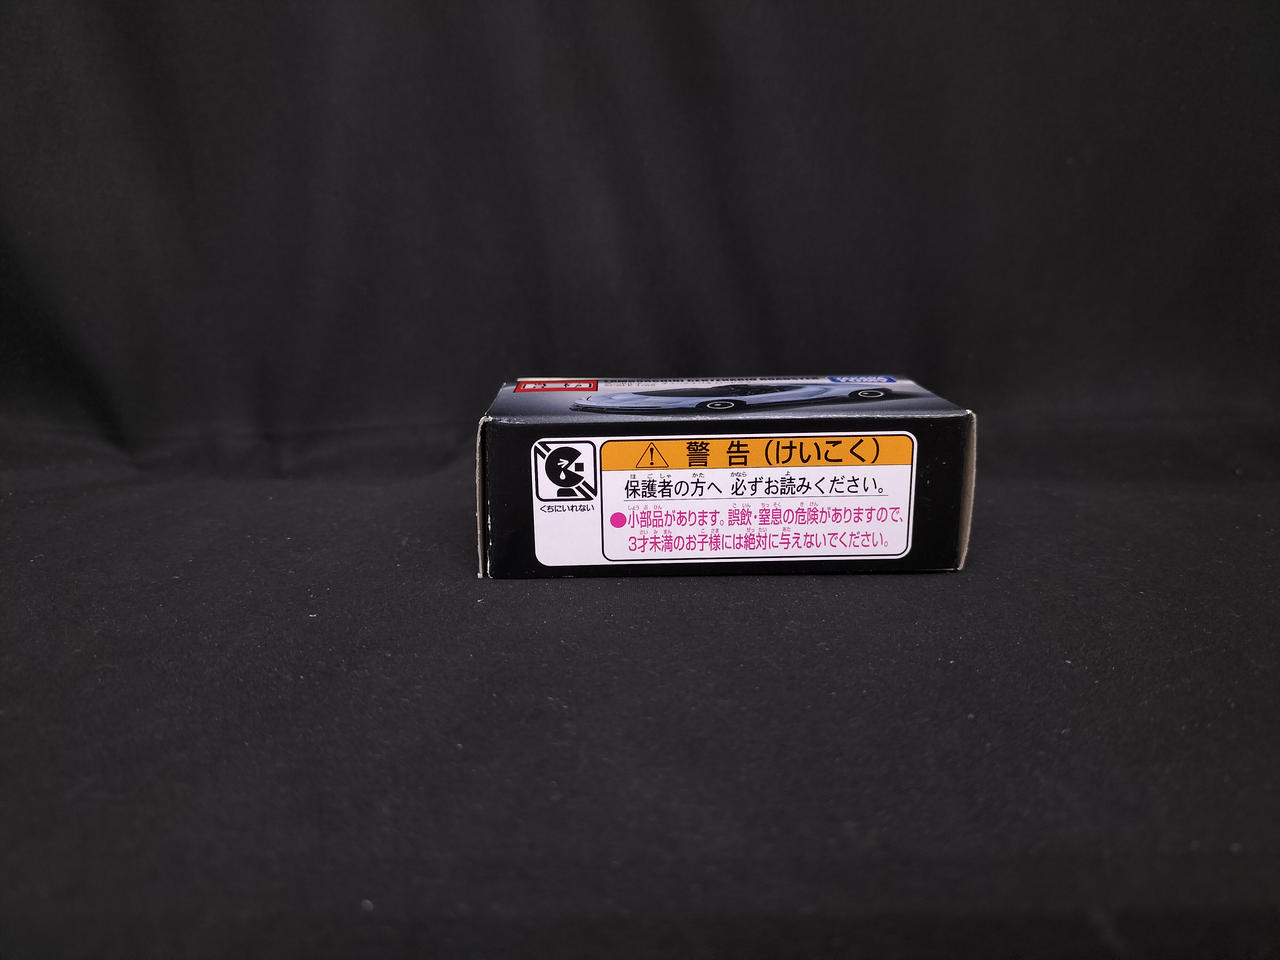 警告(けいこく)
保護者の方へ 必ずお読みください。
●小部品があります。誤飲・窒息の危険がありますので、
3才未満のお子様には絶対に与えないでください。
くちにいれない